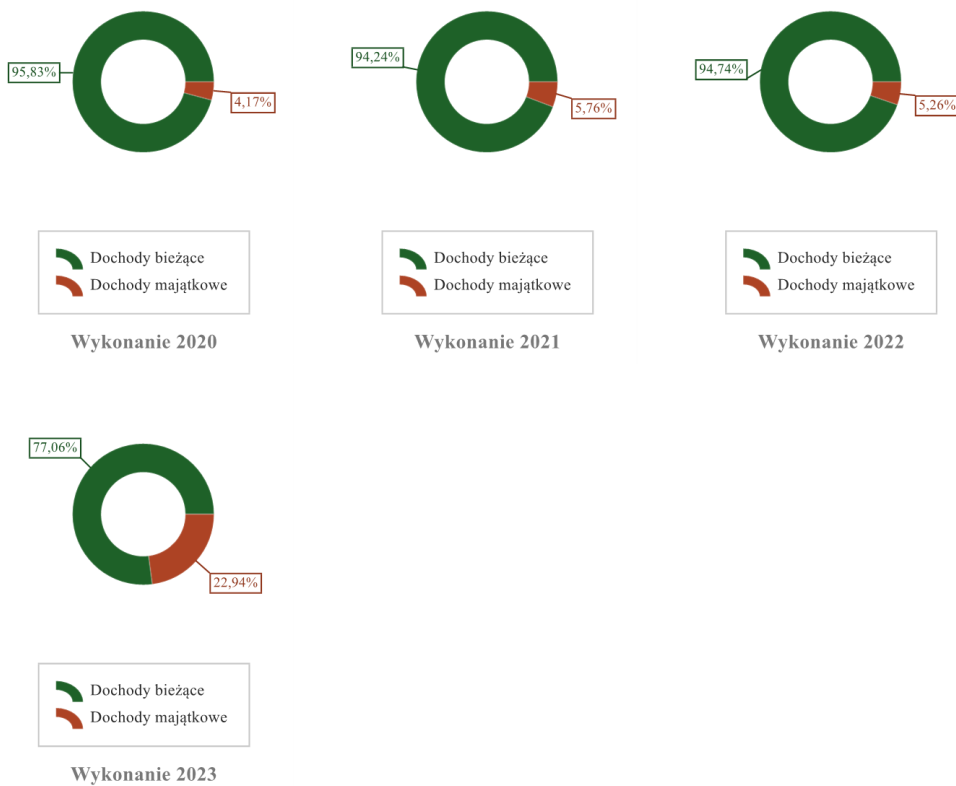 95,83%
4,17%
Dochody bieżące
Dochody majątkowe
Wykonanie 2020
94,24%
5,76%
Dochody bieżące
Dochody majątkowe
Wykonanie 2021
94,74%
5,26%
Dochody bieżące
Dochody majątkowe
Wykonanie 2022
77,06%
22,94%
Dochody bieżące
Dochody majątkowe
Wykonanie 2023